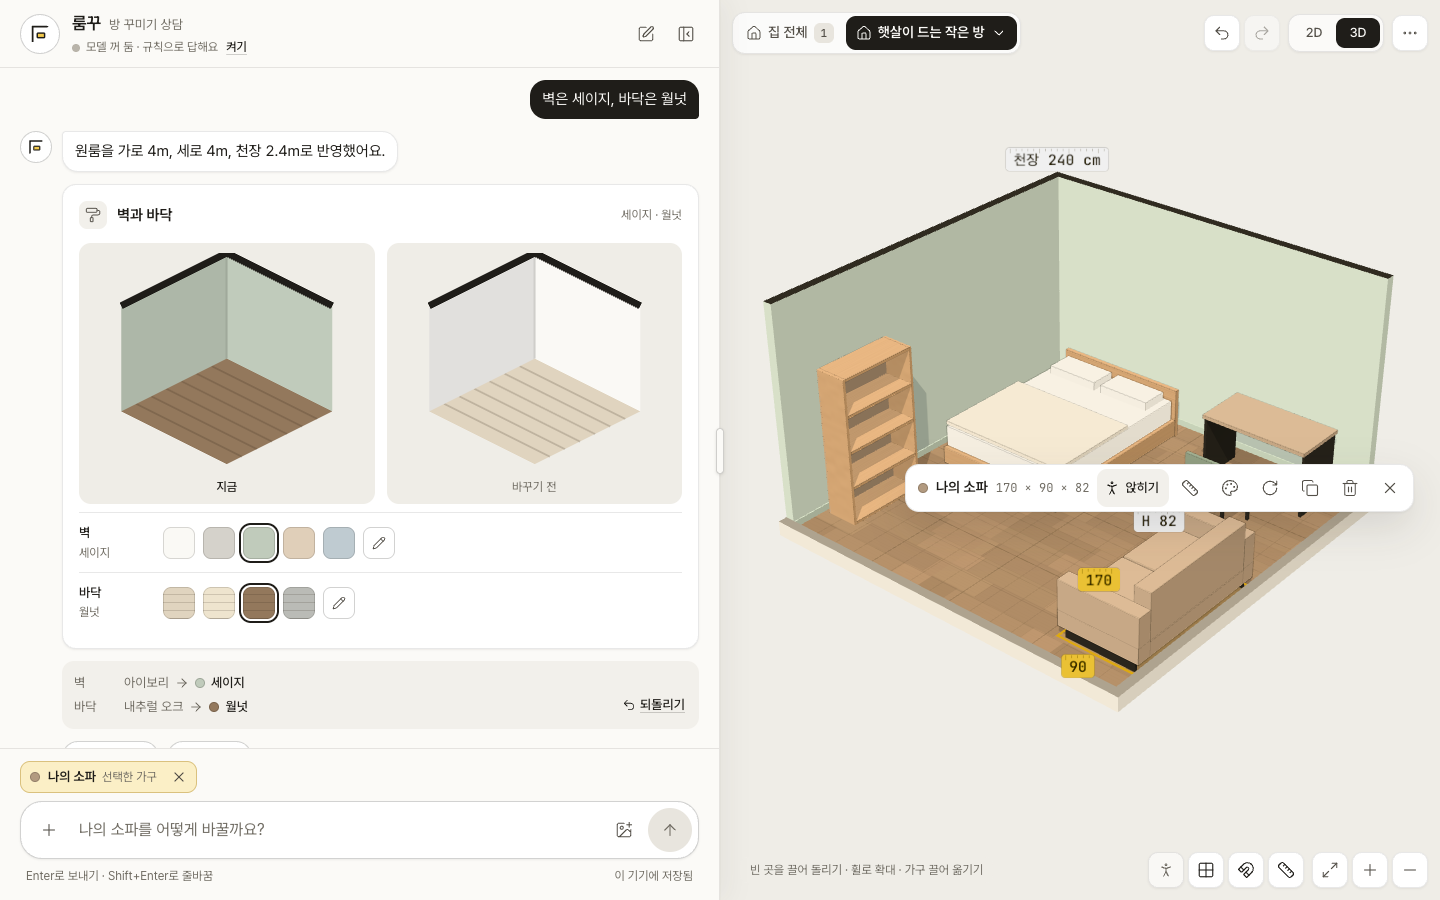 룸꾸 방 꾸미기 상담
모델 꺼 둠 · 규칙으로 답해요 켜기
벽은 세이지, 바닥은 월넛
원룸을 가로 4m, 세로 4m, 천장 2.4m로 반영했어요.
벽과 바닥
세이지 · 월넛
지금
바꾸기 전
벽
세이지
바닥
월넛
벽 아이보리 → 세이지
바닥 내추럴 오크 → 월넛
되돌리기
나의 소파 선택한 가구
나의 소파를 어떻게 바꿀까요?
Enter로 보내기 · Shift+Enter로 줄바꿈
이 기기에 저장됨
집 전체 1
햇살이 드는 작은 방
2D 3D
천장 240 cm
나의 소파 170 × 90 × 82 앉히기
H 82
170
90
빈 곳을 끌어 돌리기 · 휠로 확대 · 가구 끌어 옮기기